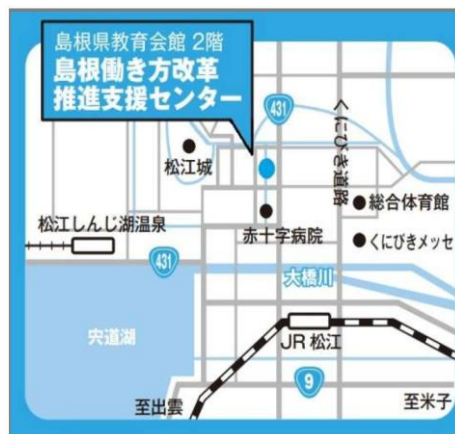 島根県教育会館 2階
島根働き方改革
推進支援センター
431
くにびき道路
松江城
総合体育館
赤十字病院
松江しんじ湖温泉
くにびきメッセ
431
大橋川
宍道湖
JR 松江
9
至出雲
至米子